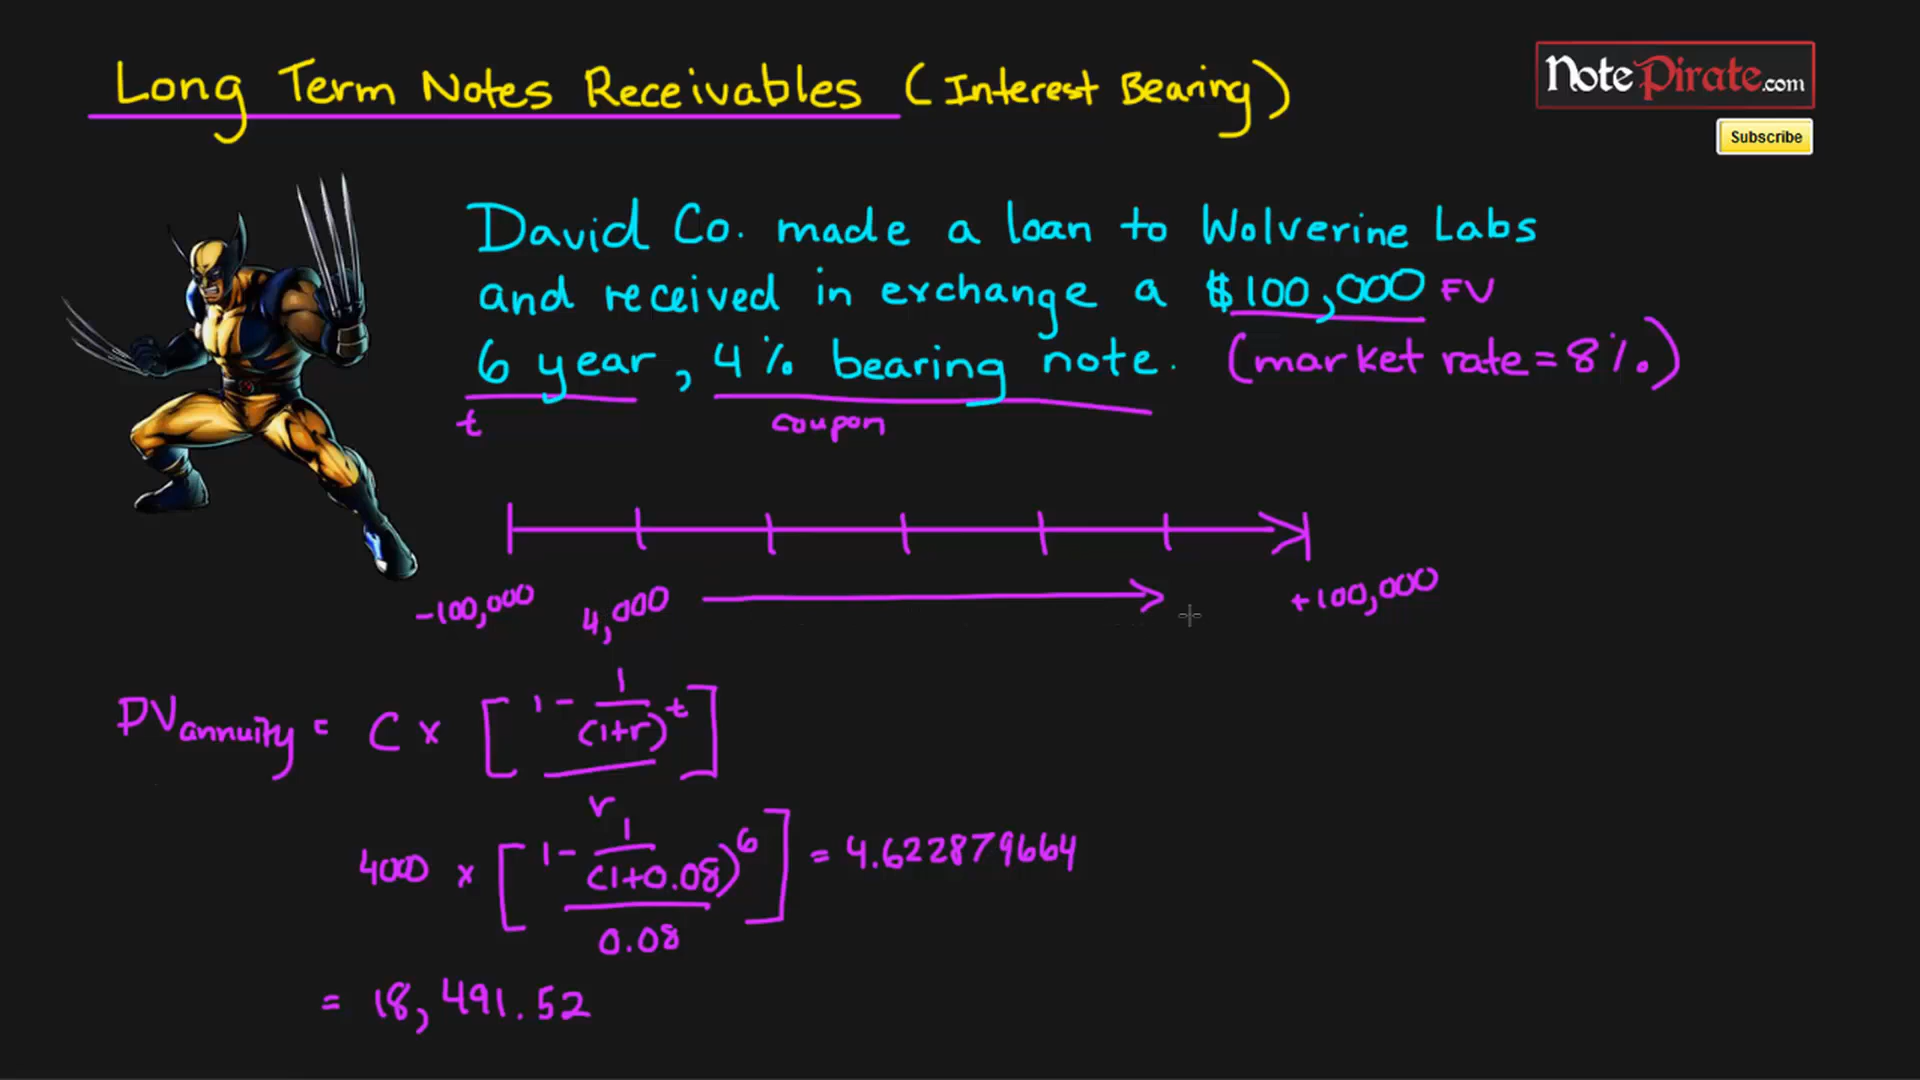 Long Term Notes Receivables (Interest Bearing)
NotePirate.com
Subscribe
David Co. made a loan to Wolverine Labs
and received in exchange a $100,000 FV
6 year, 4% bearing note. (market rate=8%)
t coupon
-100,000 4,000 +100,000
PVannuity = C x [1 - 1
(1+r)t]
r
4000 x [1 - 1
(1+0.08)6] = 4.622879664
0.08
= 18,491.52